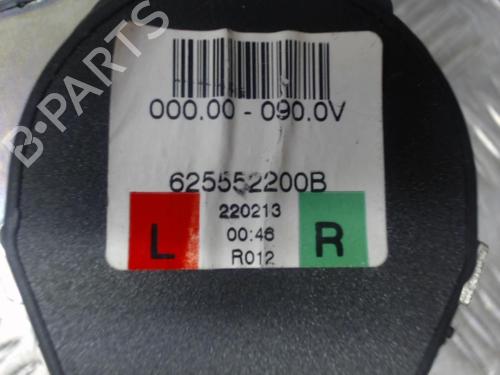 B-PARTS
000.00 - 090.0V
625552200B
220213
L 00:46 R
R012